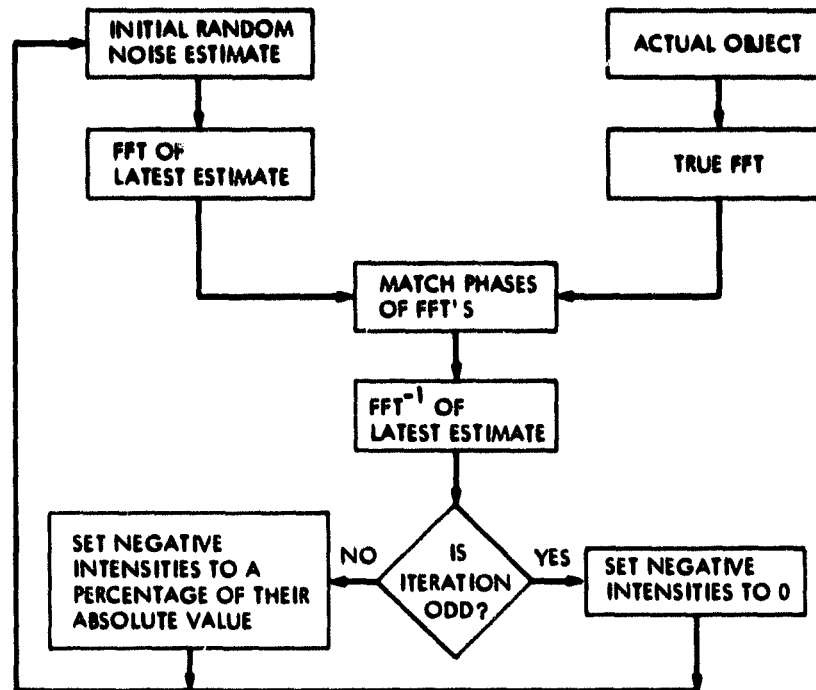 INITIAL RANDOM
NOISE ESTIMATE
ACTUAL OBJECT
FFT OF
LATEST ESTIMATE
TRUE FFT
MATCH PHASES
OF FFT'S
FFT⁻¹ OF
LATEST ESTIMATE
SET NEGATIVE
INTENSITIES TO A
PERCENTAGE OF THEIR
ABSOLUTE VALUE
NO
IS
ITERATION
ODD?
YES
SET NEGATIVE
INTENSITIES TO 0